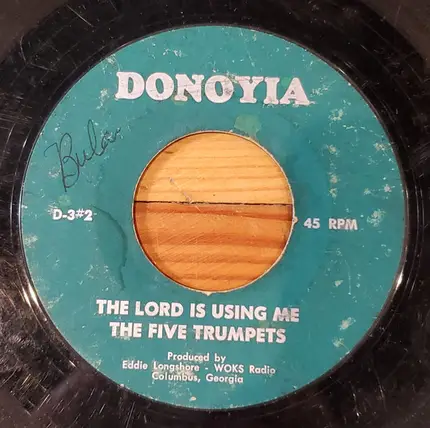 DONOYIA
D-3#2
45 RPM
THE LORD IS USING ME
THE FIVE TRUMPETS
Produced by
Eddie Longshore - WOKS Radio
Columbus, Georgia